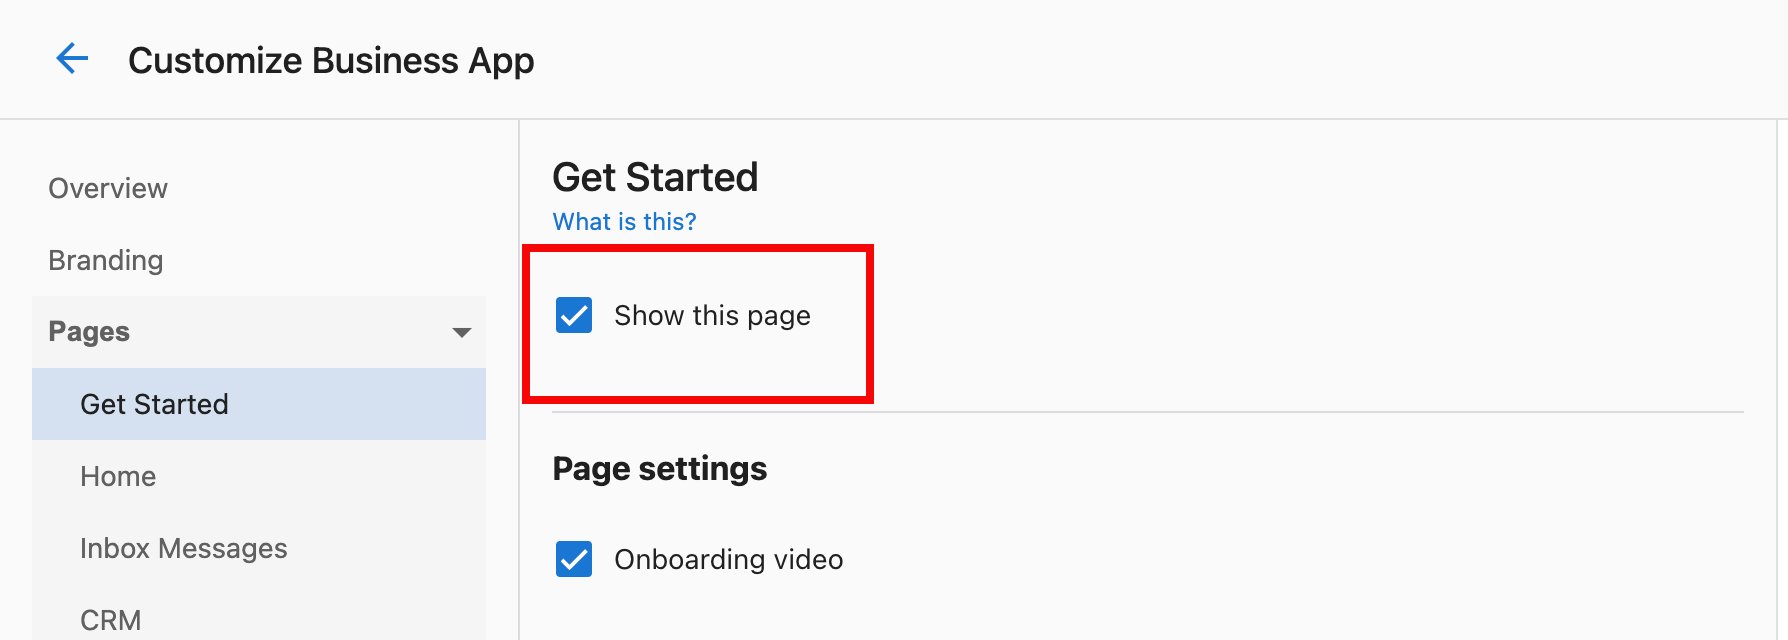 Customize Business App
Overview
Branding
Pages
Get Started
Home
Inbox Messages
CRM
Get Started
What is this?
Show this page
Page settings
Onboarding video